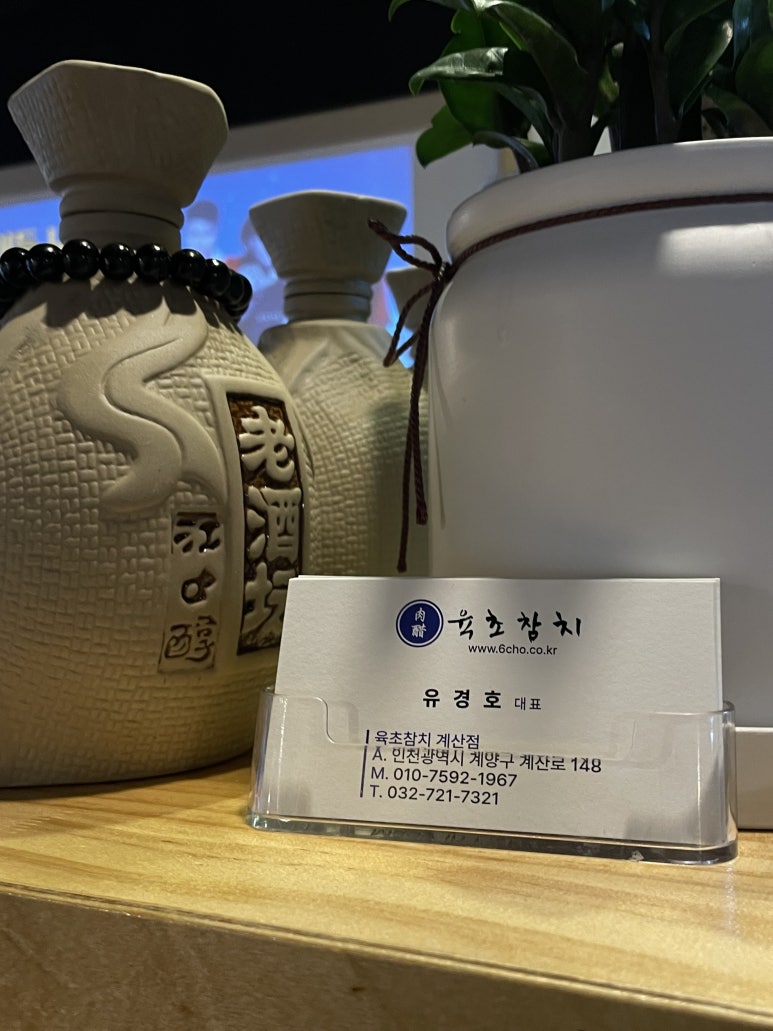 老酒坛
肉醋
육초참치
www.6cho.co.kr
유경호 대표
육초참치 계산점
A. 인천광역시 계양구 계산로 148
M. 010-7592-1967
T. 032-721-7321